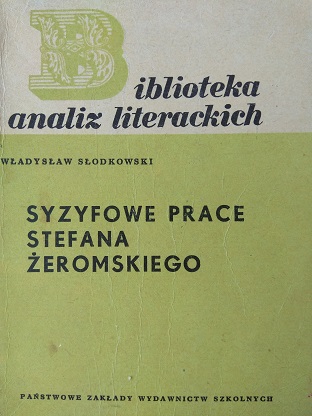 Biblioteka
analiz literackich
WŁADYSŁAW SŁODKOWSKI
SYZYFOWE PRACE
STEFANA
ŻEROMSKIEGO
PAŃSTWOWE ZAKŁADY WYDAWNICTW SZKOLNYCH